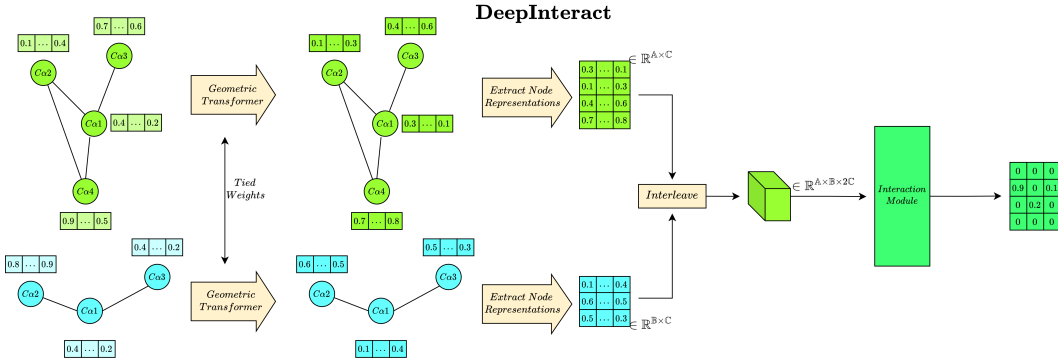 DeepInteract
0.1 … 0.4
0.7 … 0.6
Cα2
Cα3
Cα1
0.4 … 0.2
Cα4
0.9 … 0.5
Geometric
Transformer
0.1 … 0.3
0.4 … 0.6
Cα2
Cα3
Cα1
0.3 … 0.1
Cα4
0.7 … 0.8
Extract Node
Representations
0.3 … 0.1
0.1 … 0.3
0.4 … 0.6
0.7 … 0.8
∈ ℝ^{𝔸×ℂ}
Tied
Weights
0.8 … 0.9
0.4 … 0.2
Cα2
Cα3
Cα1
0.4 … 0.2
Geometric
Transformer
0.6 … 0.5
0.5 … 0.3
Cα2
Cα3
Cα1
0.1 … 0.4
Extract Node
Representations
0.1 … 0.4
0.6 … 0.5
0.5 … 0.3
∈ ℝ^{𝔹×ℂ}
Interleave
∈ ℝ^{𝔸×𝔹×2ℂ}
Interaction
Module
0 0 0
0.9 0 0.1
0 0.2 0
0 0 0